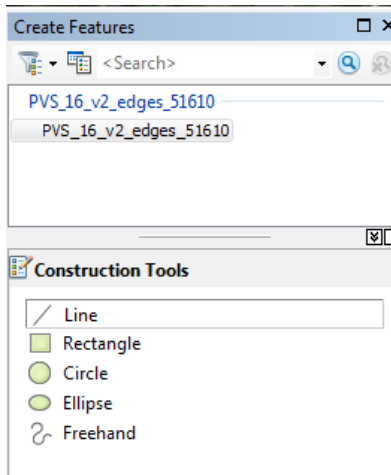 Create Features
<Search>
PVS_16_v2_edges_51610
PVS_16_v2_edges_51610
Construction Tools
Line
Rectangle
Circle
Ellipse
Freehand